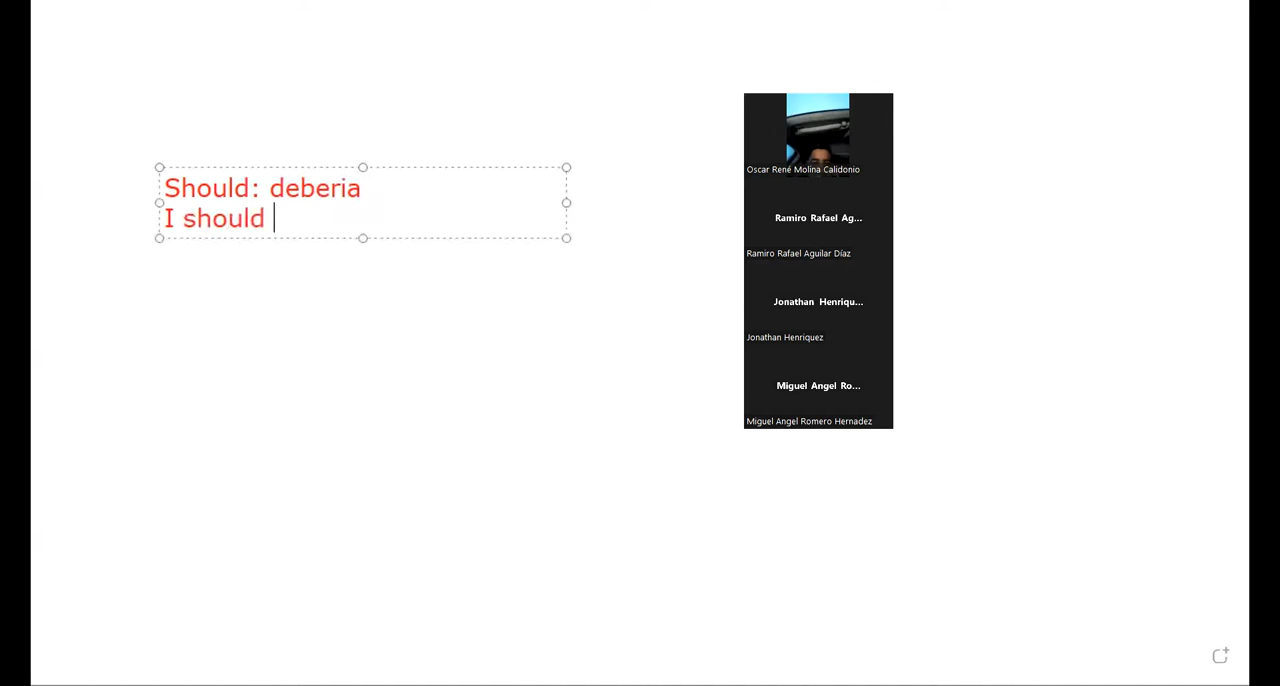 Should: deberia
I should
Oscar René Molina Calidonio
Ramiro Rafael Ag...
Ramiro Rafael Aguilar Díaz
Jonathan Henriqu...
Jonathan Henriquez
Miguel Angel Ro...
Miguel Angel Romero Hernadez